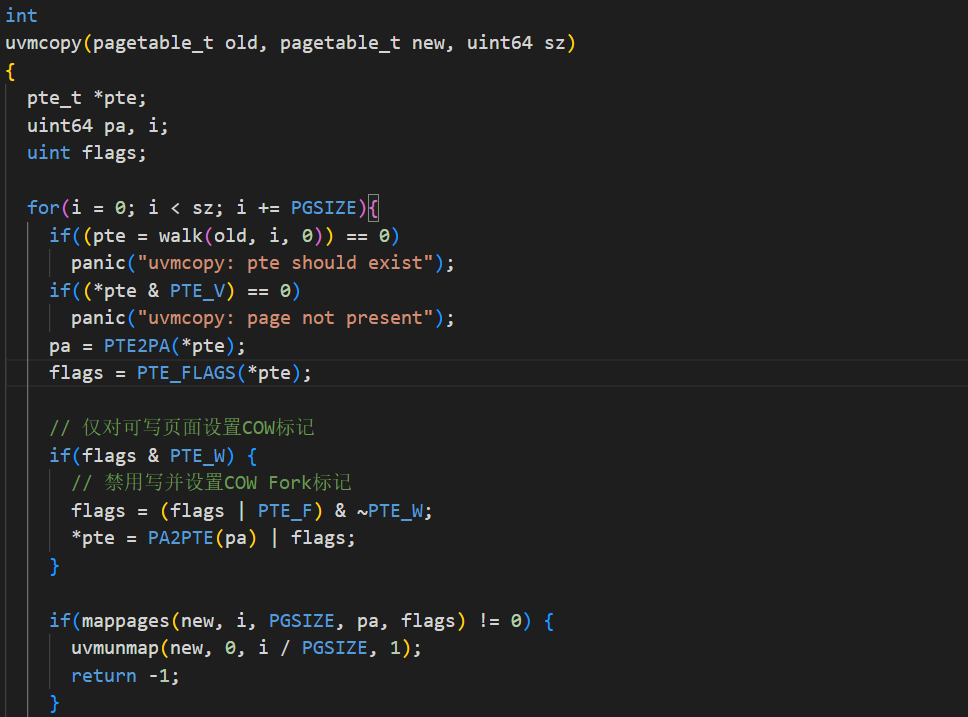 int
uvmcopy(pagetable_t old, pagetable_t new, uint64 sz)
{
  pte_t *pte;
  uint64 pa, i;
  uint flags;

  for(i = 0; i < sz; i += PGSIZE){
    if((pte = walk(old, i, 0)) == 0)
      panic("uvmcopy: pte should exist");
    if((*pte & PTE_V) == 0)
      panic("uvmcopy: page not present");
    pa = PTE2PA(*pte);
    flags = PTE_FLAGS(*pte);

    // 仅对可写页面设置COW标记
    if(flags & PTE_W) {
      // 禁用写并设置COW Fork标记
      flags = (flags | PTE_F) & ~PTE_W;
      *pte = PA2PTE(pa) | flags;
    }

    if(mappages(new, i, PGSIZE, pa, flags) != 0) {
      uvmunmap(new, 0, i / PGSIZE, 1);
      return -1;
    }